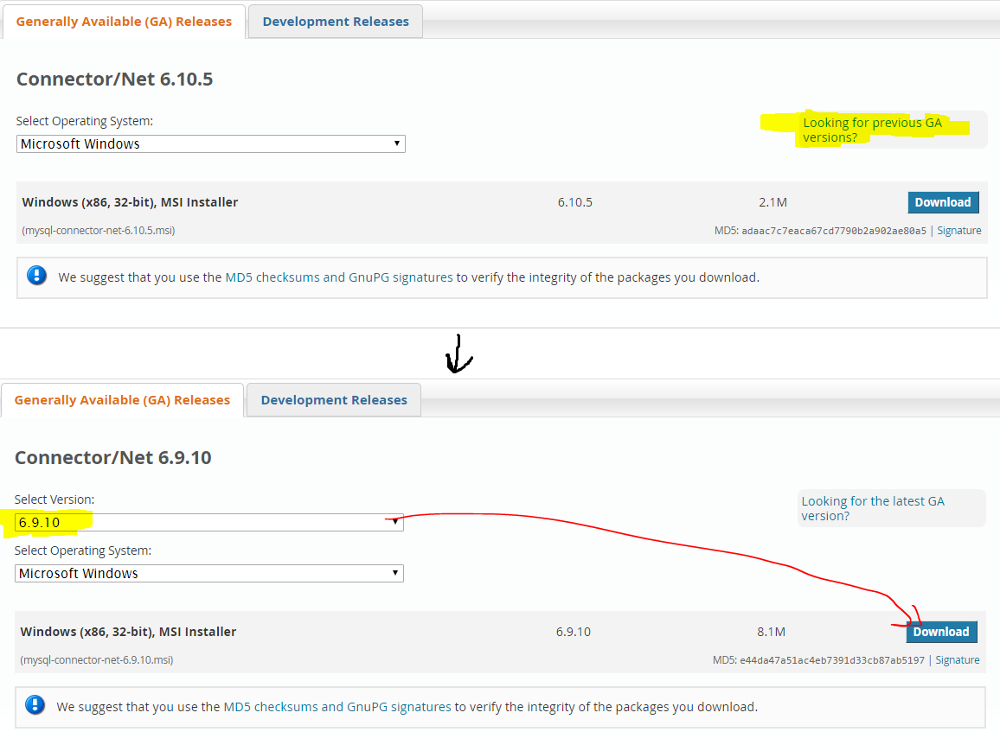 Generally Available (GA) Releases
Development Releases
Connector/Net 6.10.5
Select Operating System:
Microsoft Windows
Looking for previous GA
versions?
Windows (x86, 32-bit), MSI Installer 6.10.5 2.1M Download
(mysql-connector-net-6.10.5.msi) MD5: adaac7c7eaca67cd7790b2a902ae80a5 | Signature
We suggest that you use the MD5 checksums and GnuPG signatures to verify the integrity of the packages you download.
Generally Available (GA) Releases
Development Releases
Connector/Net 6.9.10
Select Version:
6.9.10
Looking for the latest GA
version?
Select Operating System:
Microsoft Windows
Windows (x86, 32-bit), MSI Installer 6.9.10 8.1M Download
(mysql-connector-net-6.9.10.msi) MD5: e44da47a51ac4eb7391d33cb87ab5197 | Signature
We suggest that you use the MD5 checksums and GnuPG signatures to verify the integrity of the packages you download.